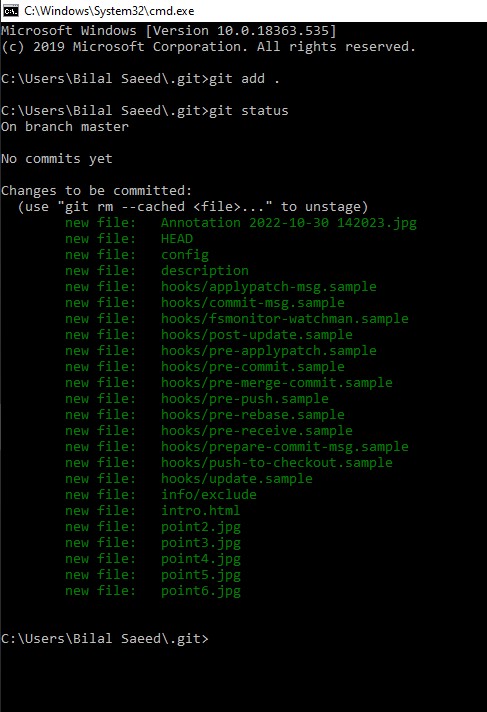 C:\Windows\System32\cmd.exe
Microsoft Windows [Version 10.0.18363.535]
(c) 2019 Microsoft Corporation. All rights reserved.
C:\Users\Bilal Saeed\.git>git add .
C:\Users\Bilal Saeed\.git>git status
On branch master
No commits yet
Changes to be committed:
  (use "git rm --cached <file>..." to unstage)
        new file:   Annotation 2022-10-30 142023.jpg
        new file:   HEAD
        new file:   config
        new file:   description
        new file:   hooks/applypatch-msg.sample
        new file:   hooks/commit-msg.sample
        new file:   hooks/fsmonitor-watchman.sample
        new file:   hooks/post-update.sample
        new file:   hooks/pre-applypatch.sample
        new file:   hooks/pre-commit.sample
        new file:   hooks/pre-merge-commit.sample
        new file:   hooks/pre-push.sample
        new file:   hooks/pre-rebase.sample
        new file:   hooks/pre-receive.sample
        new file:   hooks/prepare-commit-msg.sample
        new file:   hooks/push-to-checkout.sample
        new file:   hooks/update.sample
        new file:   info/exclude
        new file:   intro.html
        new file:   point2.jpg
        new file:   point3.jpg
        new file:   point4.jpg
        new file:   point5.jpg
        new file:   point6.jpg
C:\Users\Bilal Saeed\.git>